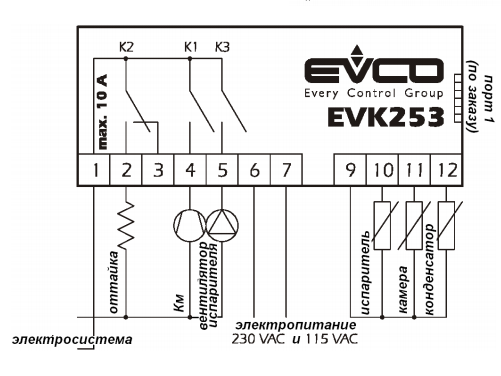 K2 K1 K3
max. 10 A
EVCO
Every Control Group
EVK253
порт 1
(по заказу)
1 2 3 4 5 6 7 9 10 11 12
оттайка
Км
вентилятор
испарителя
испаритель
камера
конденсатор
электросистема
электропитание
230 VAC и 115 VAC